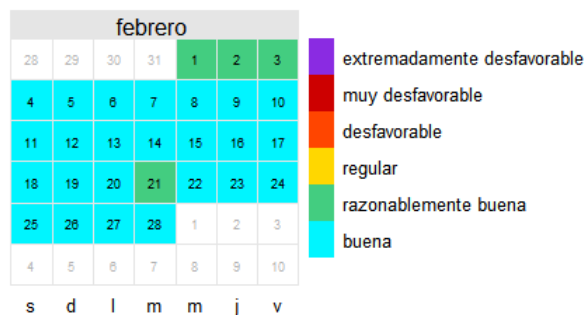 febrero
28 29 30 31 1 2 3
4 5 6 7 8 9 10
11 12 13 14 15 16 17
18 19 20 21 22 23 24
25 26 27 28 1 2 3
4 5 6 7 8 9 10
s d l m m j v
extremadamente desfavorable
muy desfavorable
desfavorable
regular
razonablemente buena
buena